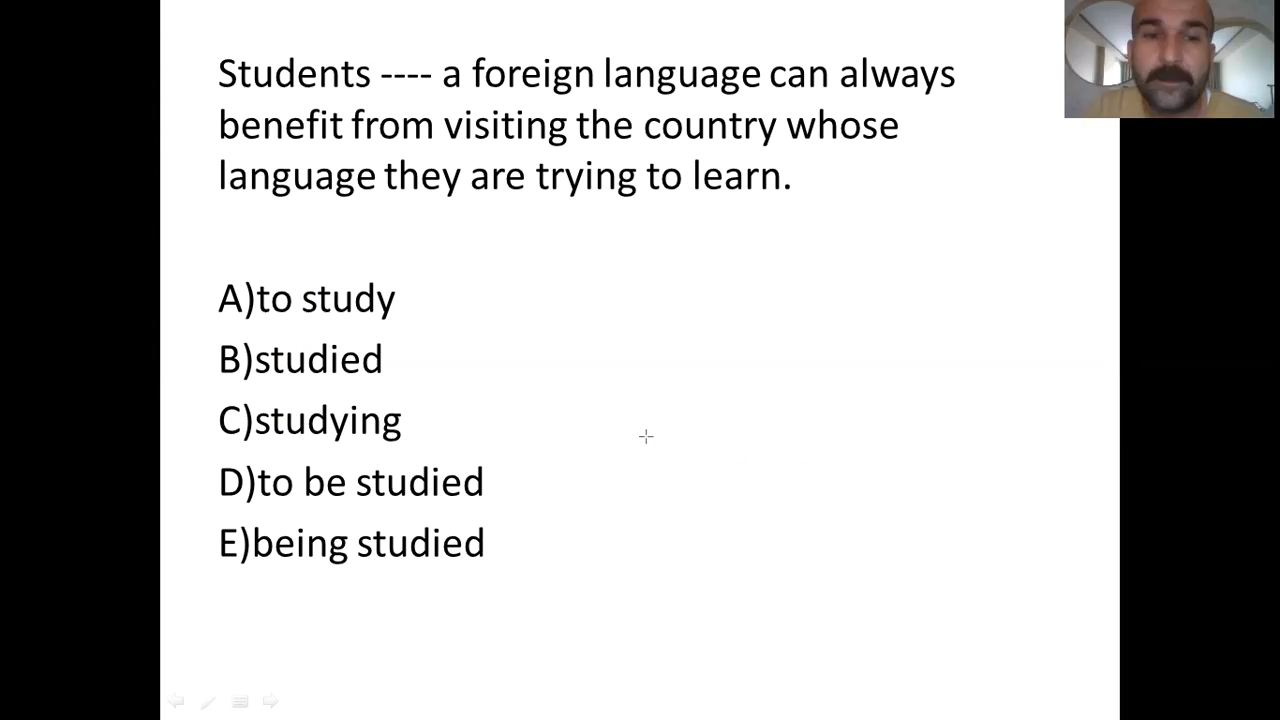 Students ---- a foreign language can always
benefit from visiting the country whose
language they are trying to learn.
A)to study
B)studied
C)studying
D)to be studied
E)being studied